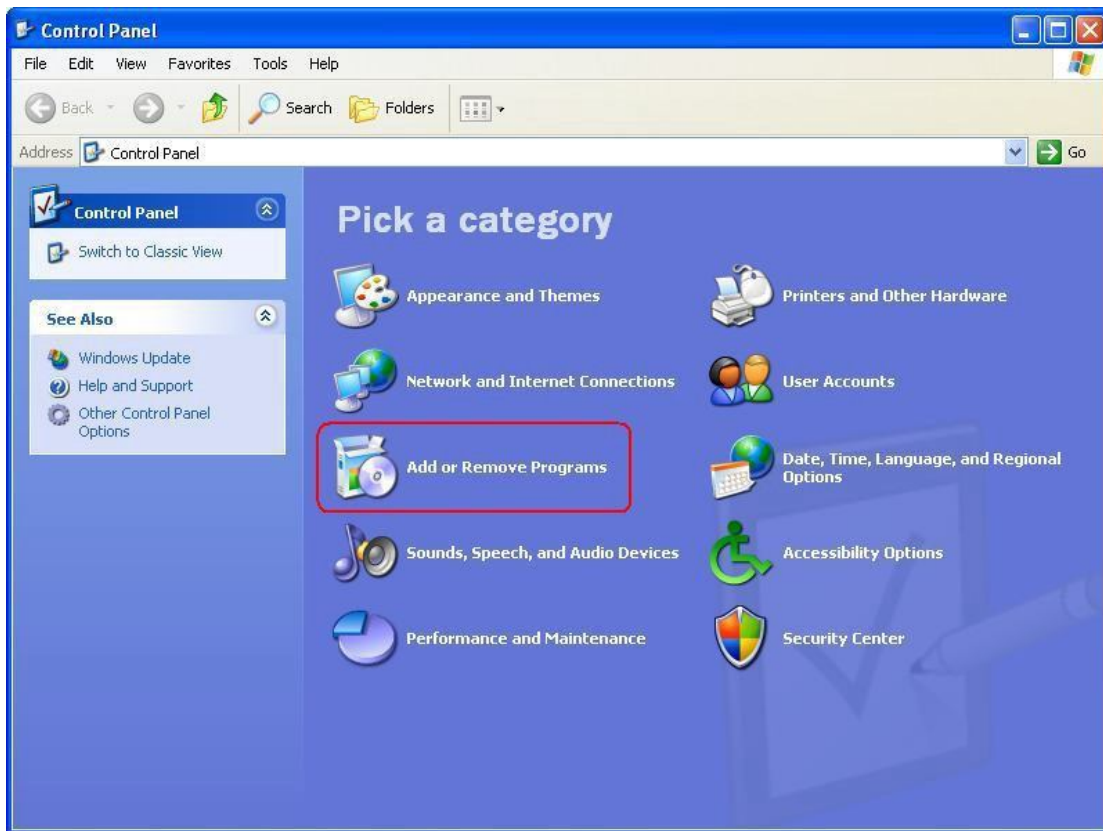 Control Panel
File Edit View Favorites Tools Help
Back Search Folders
Address Control Panel Go
Control Panel
Switch to Classic View
See Also
Windows Update
Help and Support
Other Control Panel
Options
Pick a category
Appearance and Themes
Printers and Other Hardware
Network and Internet Connections
User Accounts
Add or Remove Programs
Date, Time, Language, and Regional
Options
Sounds, Speech, and Audio Devices
Accessibility Options
Performance and Maintenance
Security Center